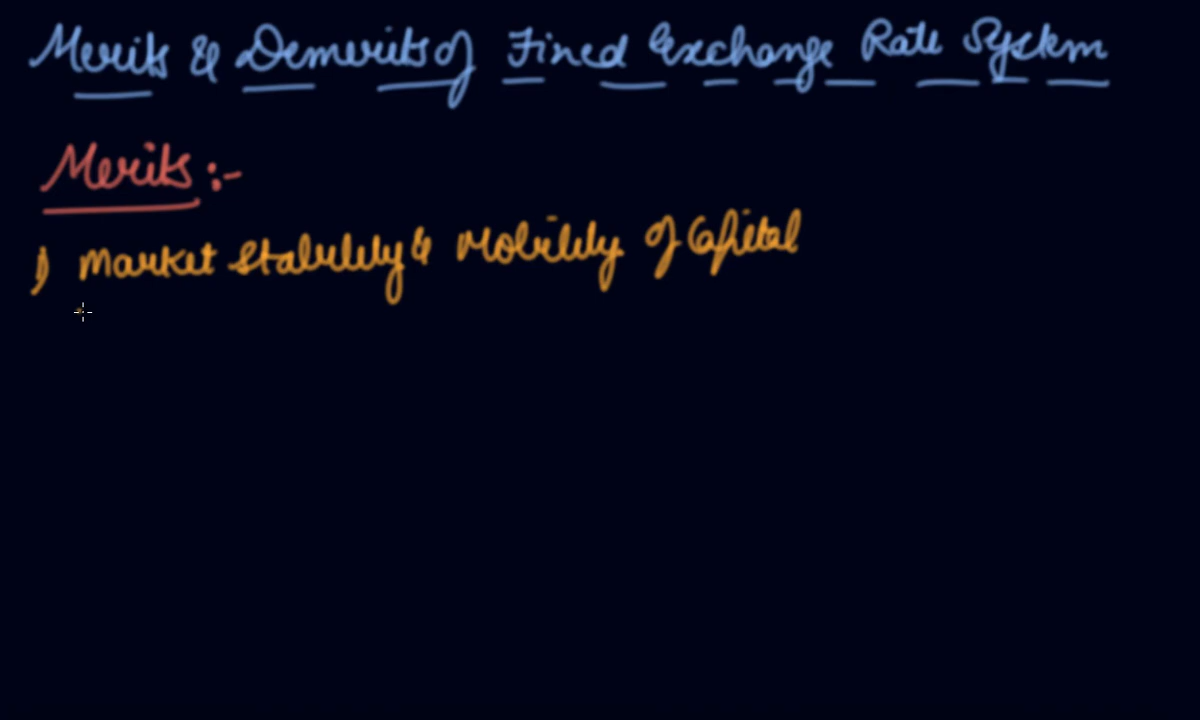 Merits & Demerits of Fixed Exchange Rate System
Merits :-
1) Market Stability & Mobility of Capital